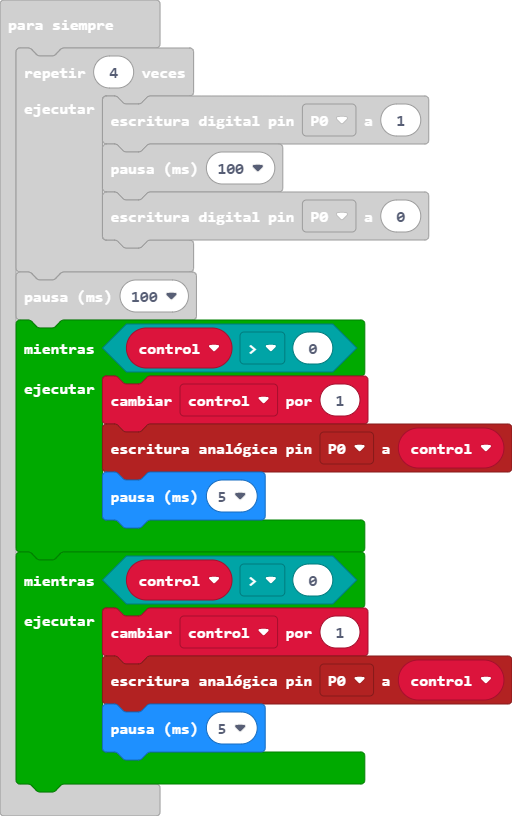 para siempre
repetir 4 veces
ejecutar
escritura digital pin P0 a 1
pausa (ms) 100
escritura digital pin P0 a 0
pausa (ms) 100
mientras control > 0
ejecutar
cambiar control por 1
escritura analógica pin P0 a control
pausa (ms) 5
mientras control > 0
ejecutar
cambiar control por 1
escritura analógica pin P0 a control
pausa (ms) 5